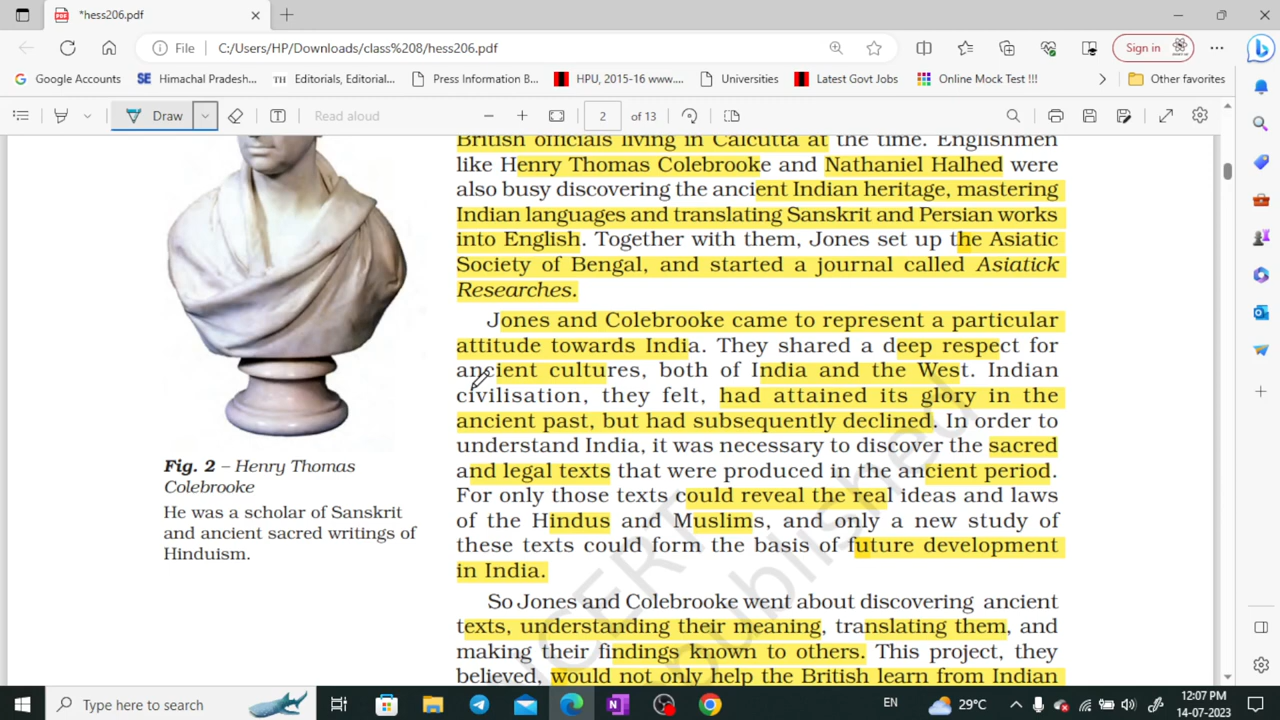 *hess206.pdf
File C:/Users/HP/Downloads/class%208/hess206.pdf
Sign in
Google Accounts
SE Himachal Pradesh...
TH Editorials, Editorial...
Press Information B...
HPU, 2015-16 www....
Universities
Latest Govt Jobs
Online Mock Test !!!
Other favorites
Draw
Read aloud
2 of 13
British officials living in Calcutta at the time. Englishmen
like Henry Thomas Colebrooke and Nathaniel Halhed were
also busy discovering the ancient Indian heritage, mastering
Indian languages and translating Sanskrit and Persian works
into English. Together with them, Jones set up the Asiatic
Society of Bengal, and started a journal called Asiatick
Researches.
Jones and Colebrooke came to represent a particular
attitude towards India. They shared a deep respect for
ancient cultures, both of India and the West. Indian
civilisation, they felt, had attained its glory in the
ancient past, but had subsequently declined. In order to
understand India, it was necessary to discover the sacred
and legal texts that were produced in the ancient period.
For only those texts could reveal the real ideas and laws
of the Hindus and Muslims, and only a new study of
these texts could form the basis of future development
in India.
So Jones and Colebrooke went about discovering ancient
texts, understanding their meaning, translating them, and
making their findings known to others. This project, they
believed, would not only help the British learn from Indian
Fig. 2 – Henry Thomas
Colebrooke
He was a scholar of Sanskrit
and ancient sacred writings of
Hinduism.
Type here to search
EN
29°C
12:07 PM
14-07-2023